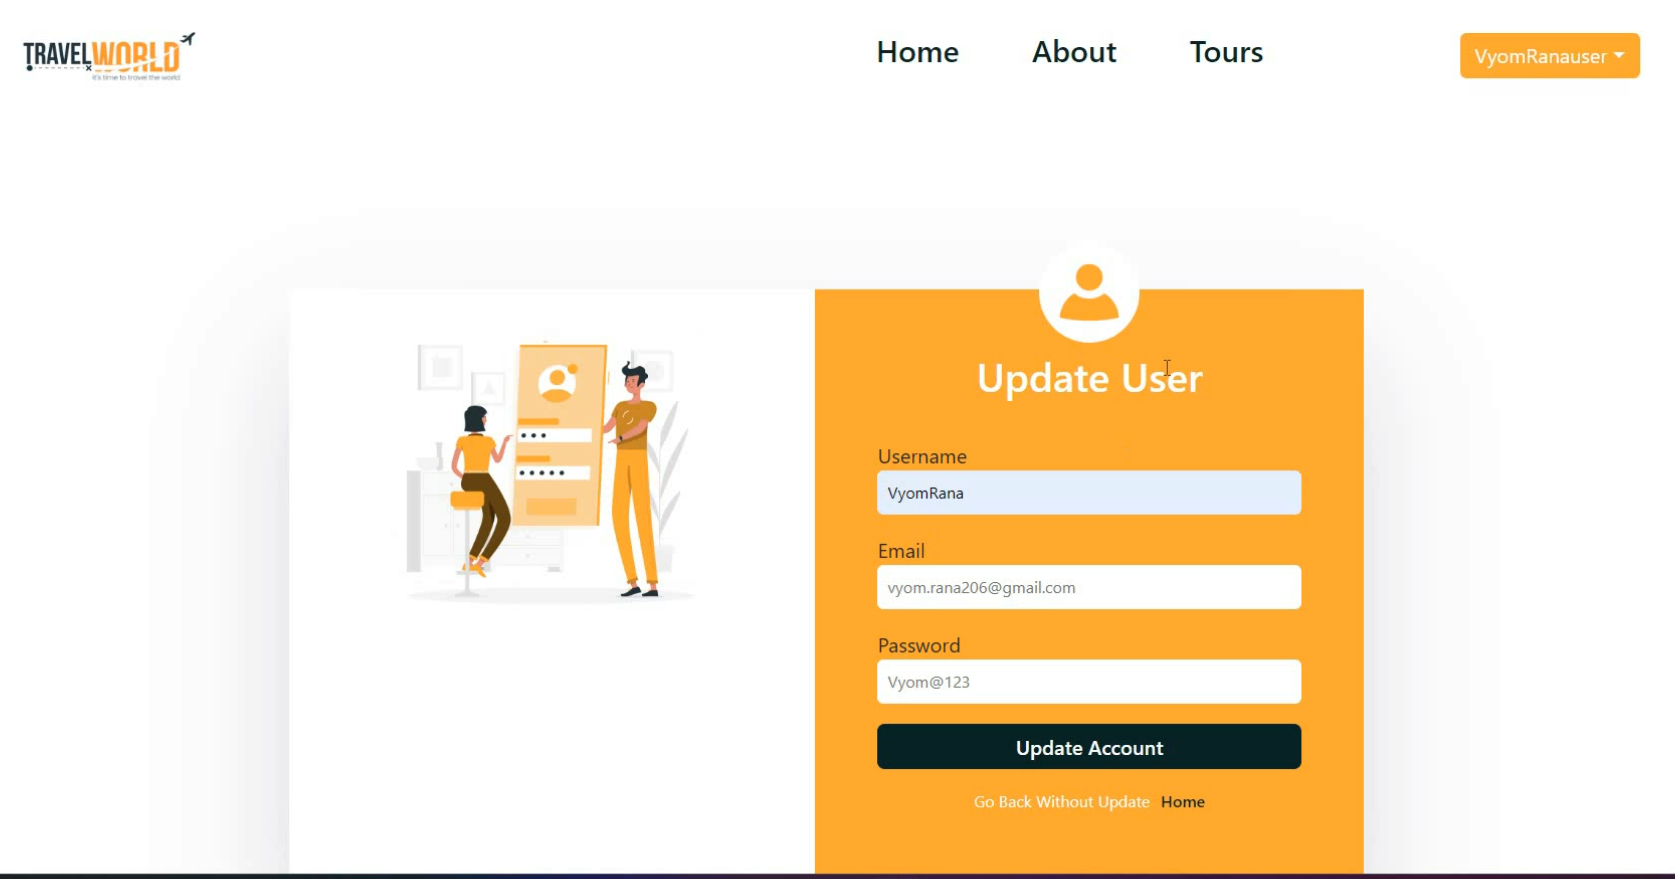 TRAVELWORLD
it's time to travel the world
Home About Tours
VyomRanauser
Update User
Username
VyomRana
Email
vyom.rana206@gmail.com
Password
Vyom@123
Update Account
Go Back Without Update Home